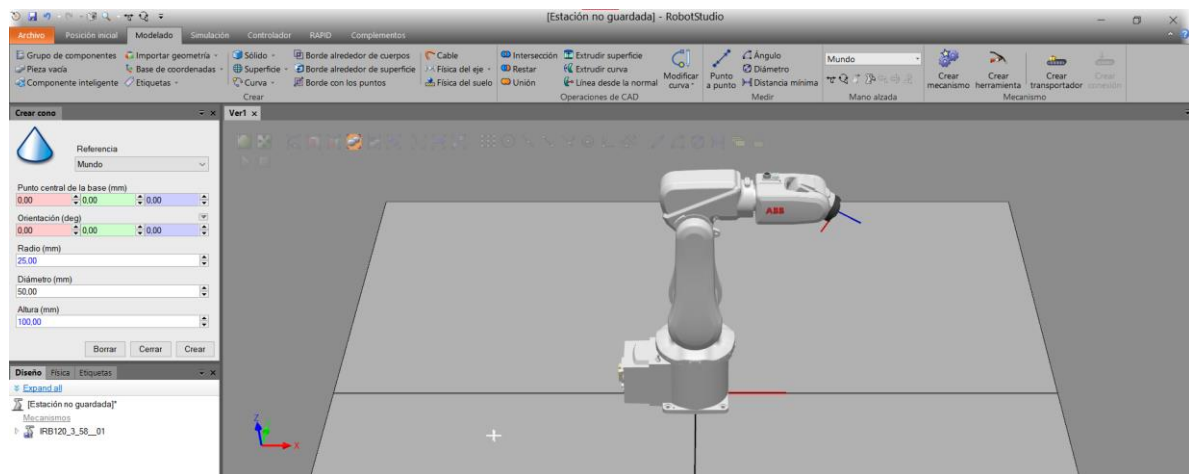 [Estación no guardada] - RobotStudio
Archivo Posición inicial Modelado Simulación Controlador RAPID Complementos
Grupo de componentes Importar geometría Sólido Borde alrededor de cuerpos Cable Intersección Extrudir superficie Ángulo Mundo
Pieza vacía Base de coordenadas Superficie Borde alrededor de superficie Física del eje Restar Extrudir curva Modificar curva Punto a punto Diámetro Crear mecanismo Crear herramienta Crear transportador Crear conexión
Componente inteligente Etiquetas Curva Borde con los puntos Física del suelo Unión Línea desde la normal Distancia mínima
Crear Operaciones de CAD Medir Mano alzada Mecanismo
Crear cono Ver1 x
Referencia
Mundo
Punto central de la base (mm)
0,00 0,00 0,00
Orientación (deg)
0,00 0,00 0,00
Radio (mm)
25,00
Diámetro (mm)
50,00
Altura (mm)
100,00
Borrar Cerrar Crear
Diseño Física Etiquetas
Expand all
[Estación no guardada]*
Mecanismos
IRB120_3_58__01
ABB
Z
X